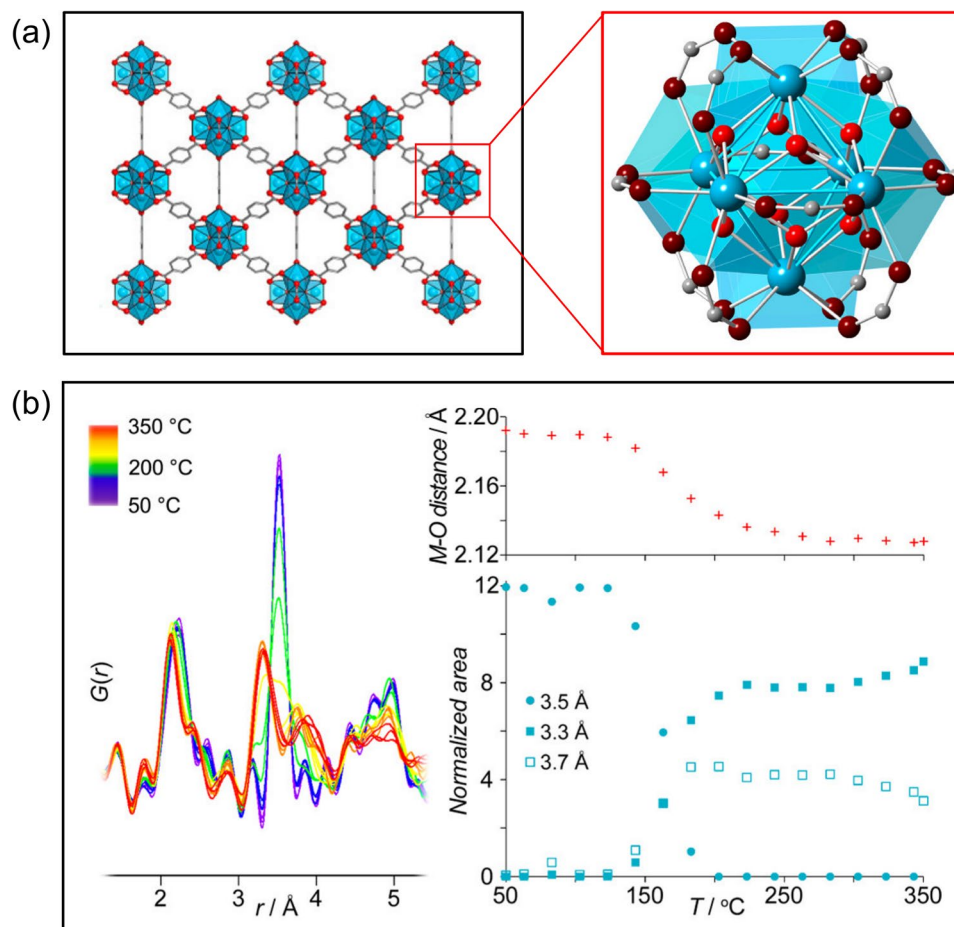 (a)
(b)
350 °C
200 °C
50 °C
G(r)
2
3
4
5
r / Å
M-O distance / Å
2.20
2.16
2.12
Normalized area
12
8
4
0
3.5 Å
3.3 Å
3.7 Å
50
150
250
350
T / °C